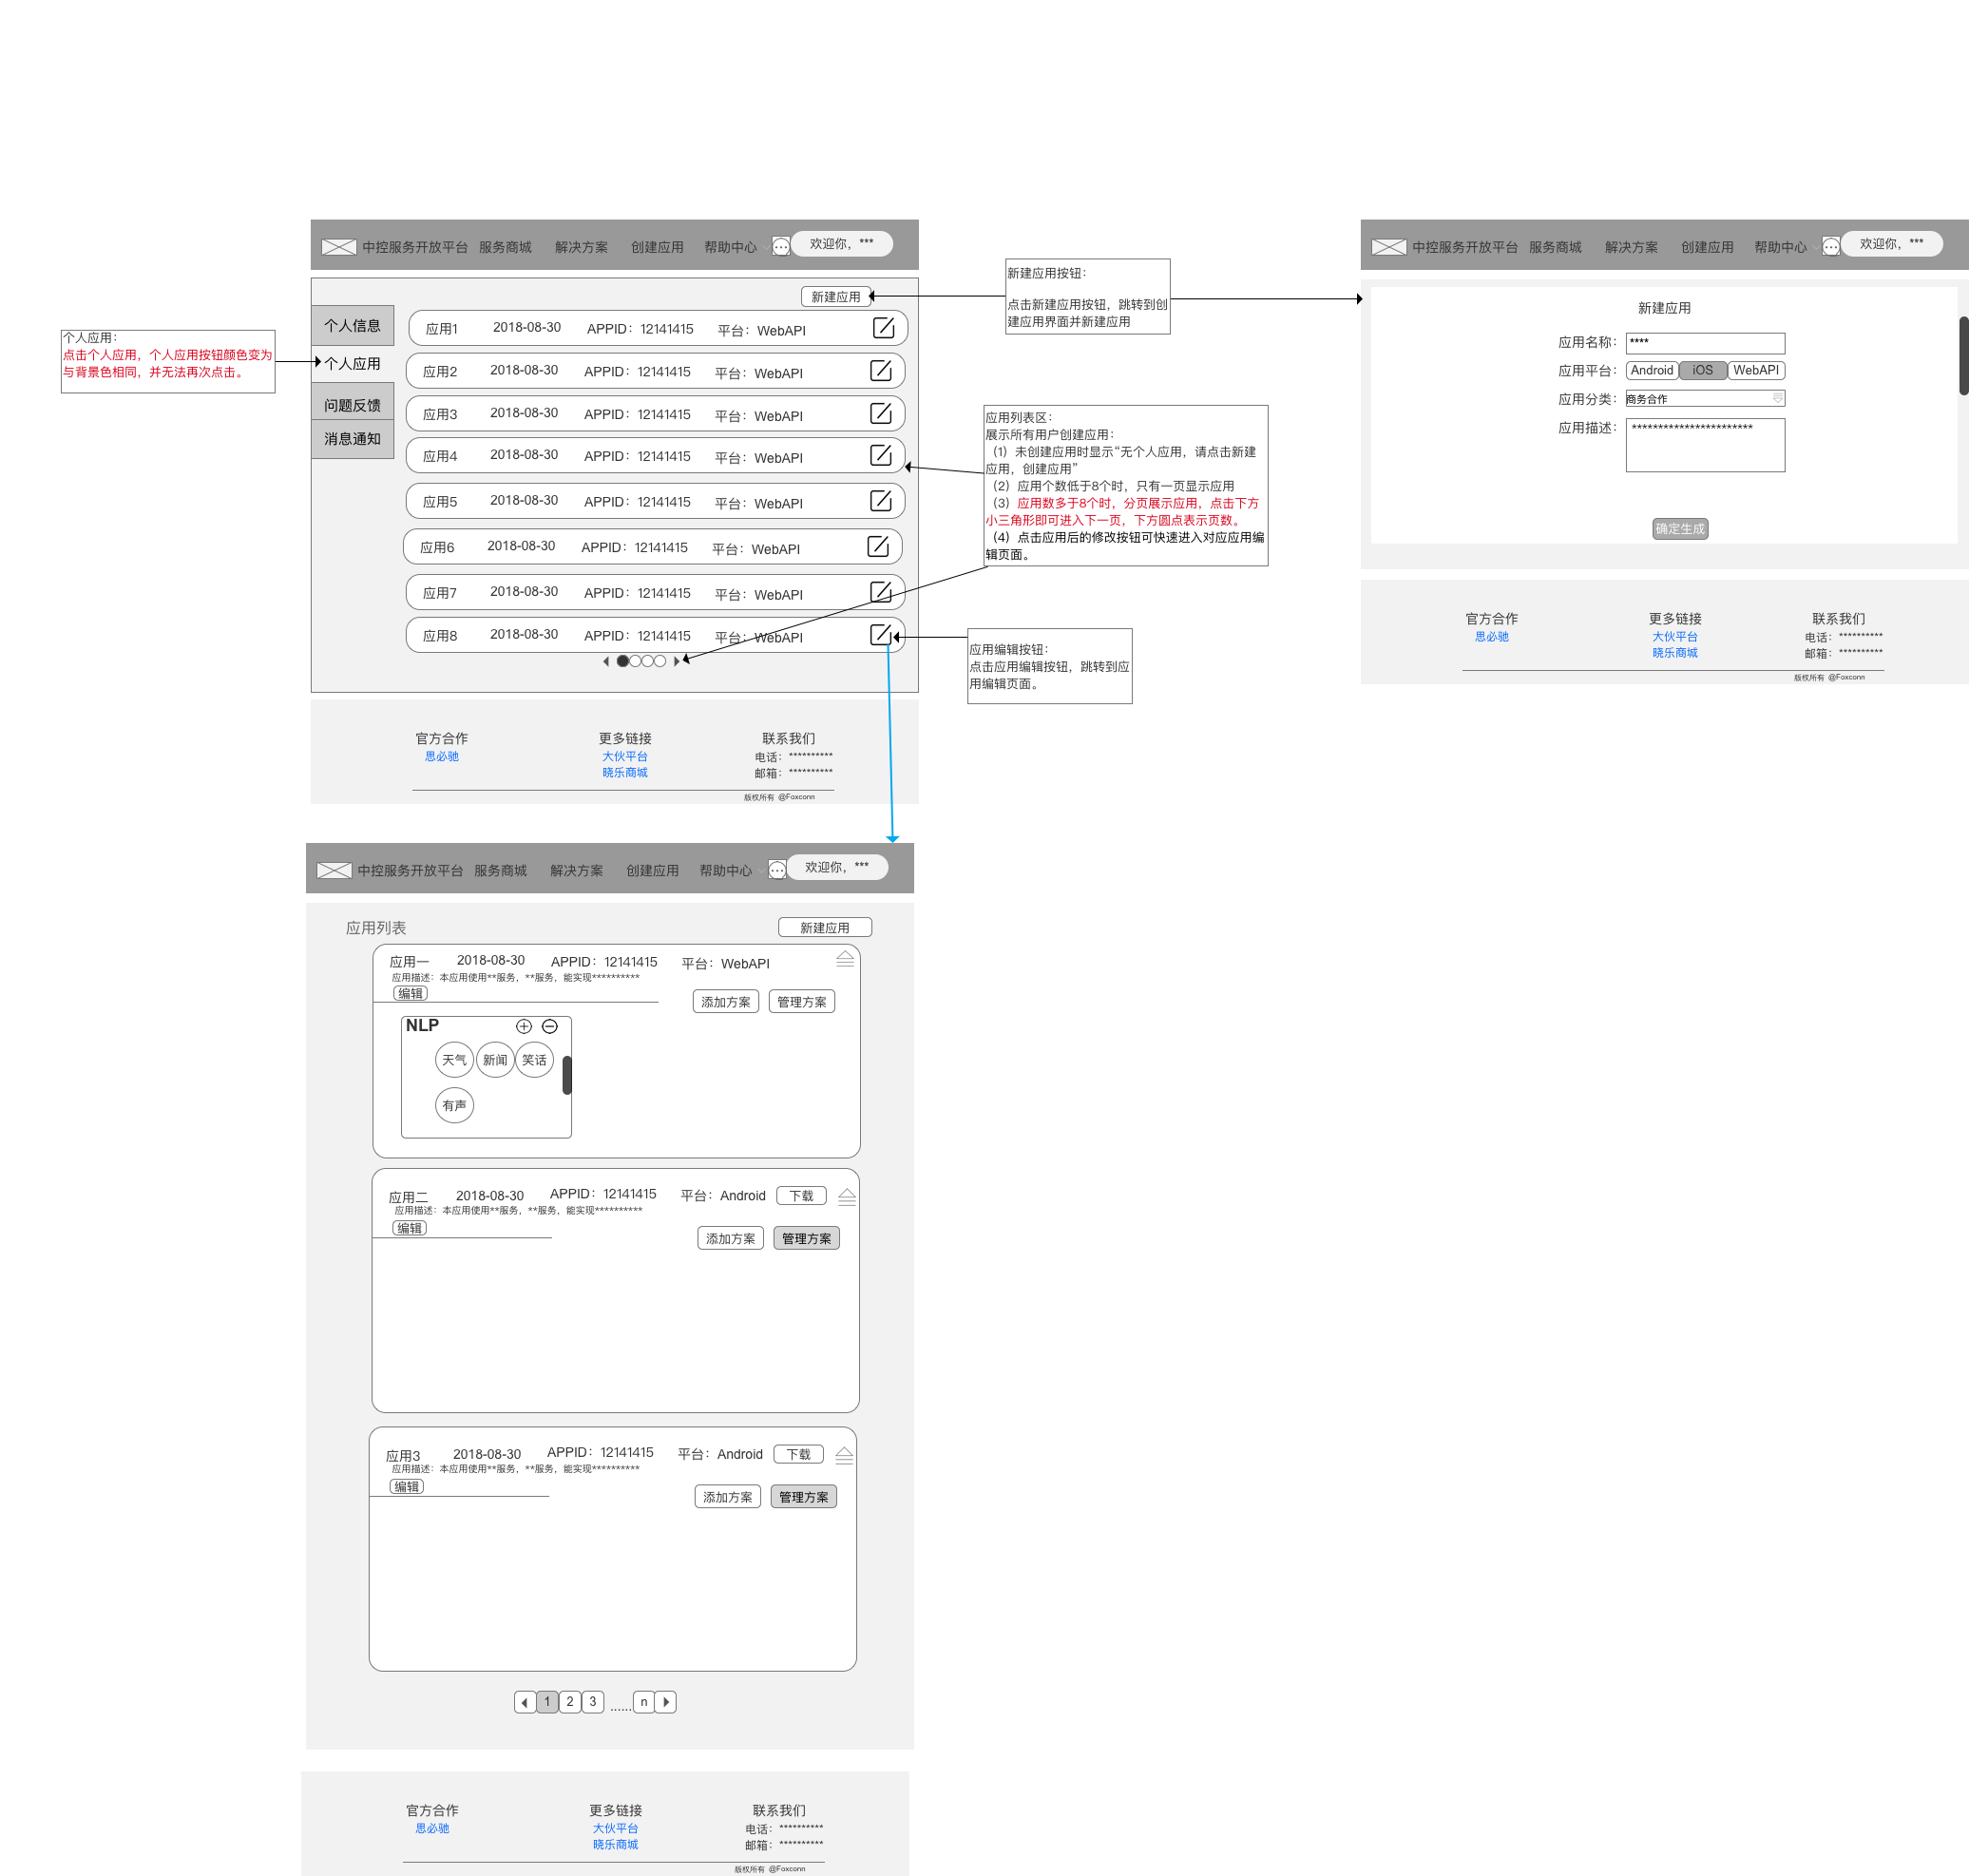 中控服务开放平台 服务商城 解决方案 创建应用 帮助中心 欢迎你，***
新建应用
个人信息
个人应用
问题反馈
消息通知
应用1 2018-08-30 APPID：12141415 平台：WebAPI
应用2 2018-08-30 APPID：12141415 平台：WebAPI
应用3 2018-08-30 APPID：12141415 平台：WebAPI
应用4 2018-08-30 APPID：12141415 平台：WebAPI
应用5 2018-08-30 APPID：12141415 平台：WebAPI
应用6 2018-08-30 APPID：12141415 平台：WebAPI
应用7 2018-08-30 APPID：12141415 平台：WebAPI
应用8 2018-08-30 APPID：12141415 平台：WebAPI
官方合作 更多链接 联系我们
思必驰 大伙平台 电话：**********
晓乐商城 邮箱：**********
版权所有 @Foxconn
个人应用：
点击个人应用，个人应用按钮颜色变为
与背景色相同，并无法再次点击。
新建应用按钮：
点击新建应用按钮，跳转到创
建应用界面并新建应用
应用列表区：
展示所有用户创建应用：
（1）未创建应用时显示“无个人应用，请点击新建
应用，创建应用”
（2）应用个数低于8个时，只有一页显示应用
（3）应用数多于8个时，分页展示应用，点击下方
小三角形即可进入下一页，下方圆点表示页数。
（4）点击应用后的修改按钮可快速进入对应应用编
辑页面。
应用编辑按钮：
点击应用编辑按钮，跳转到应
用编辑页面。
中控服务开放平台 服务商城 解决方案 创建应用 帮助中心 欢迎你，***
新建应用
应用名称： ****
应用平台： Android iOS WebAPI
应用分类： 商务合作
应用描述： ***********************
确定生成
官方合作 更多链接 联系我们
思必驰 大伙平台 电话：**********
晓乐商城 邮箱：**********
版权所有 @Foxconn
中控服务开放平台 服务商城 解决方案 创建应用 帮助中心 欢迎你，***
应用列表 新建应用
应用一 2018-08-30 APPID：12141415 平台：WebAPI
应用描述：本应用使用**服务，**服务，能实现**********
编辑 添加方案 管理方案
NLP
天气 新闻 笑话
有声
应用二 2018-08-30 APPID：12141415 平台：Android 下载
应用描述：本应用使用**服务，**服务，能实现**********
编辑 添加方案 管理方案
应用3 2018-08-30 APPID：12141415 平台：Android 下载
应用描述：本应用使用**服务，**服务，能实现**********
编辑 添加方案 管理方案
1 2 3 ...... n
官方合作 更多链接 联系我们
思必驰 大伙平台 电话：**********
晓乐商城 邮箱：**********
版权所有 @Foxconn